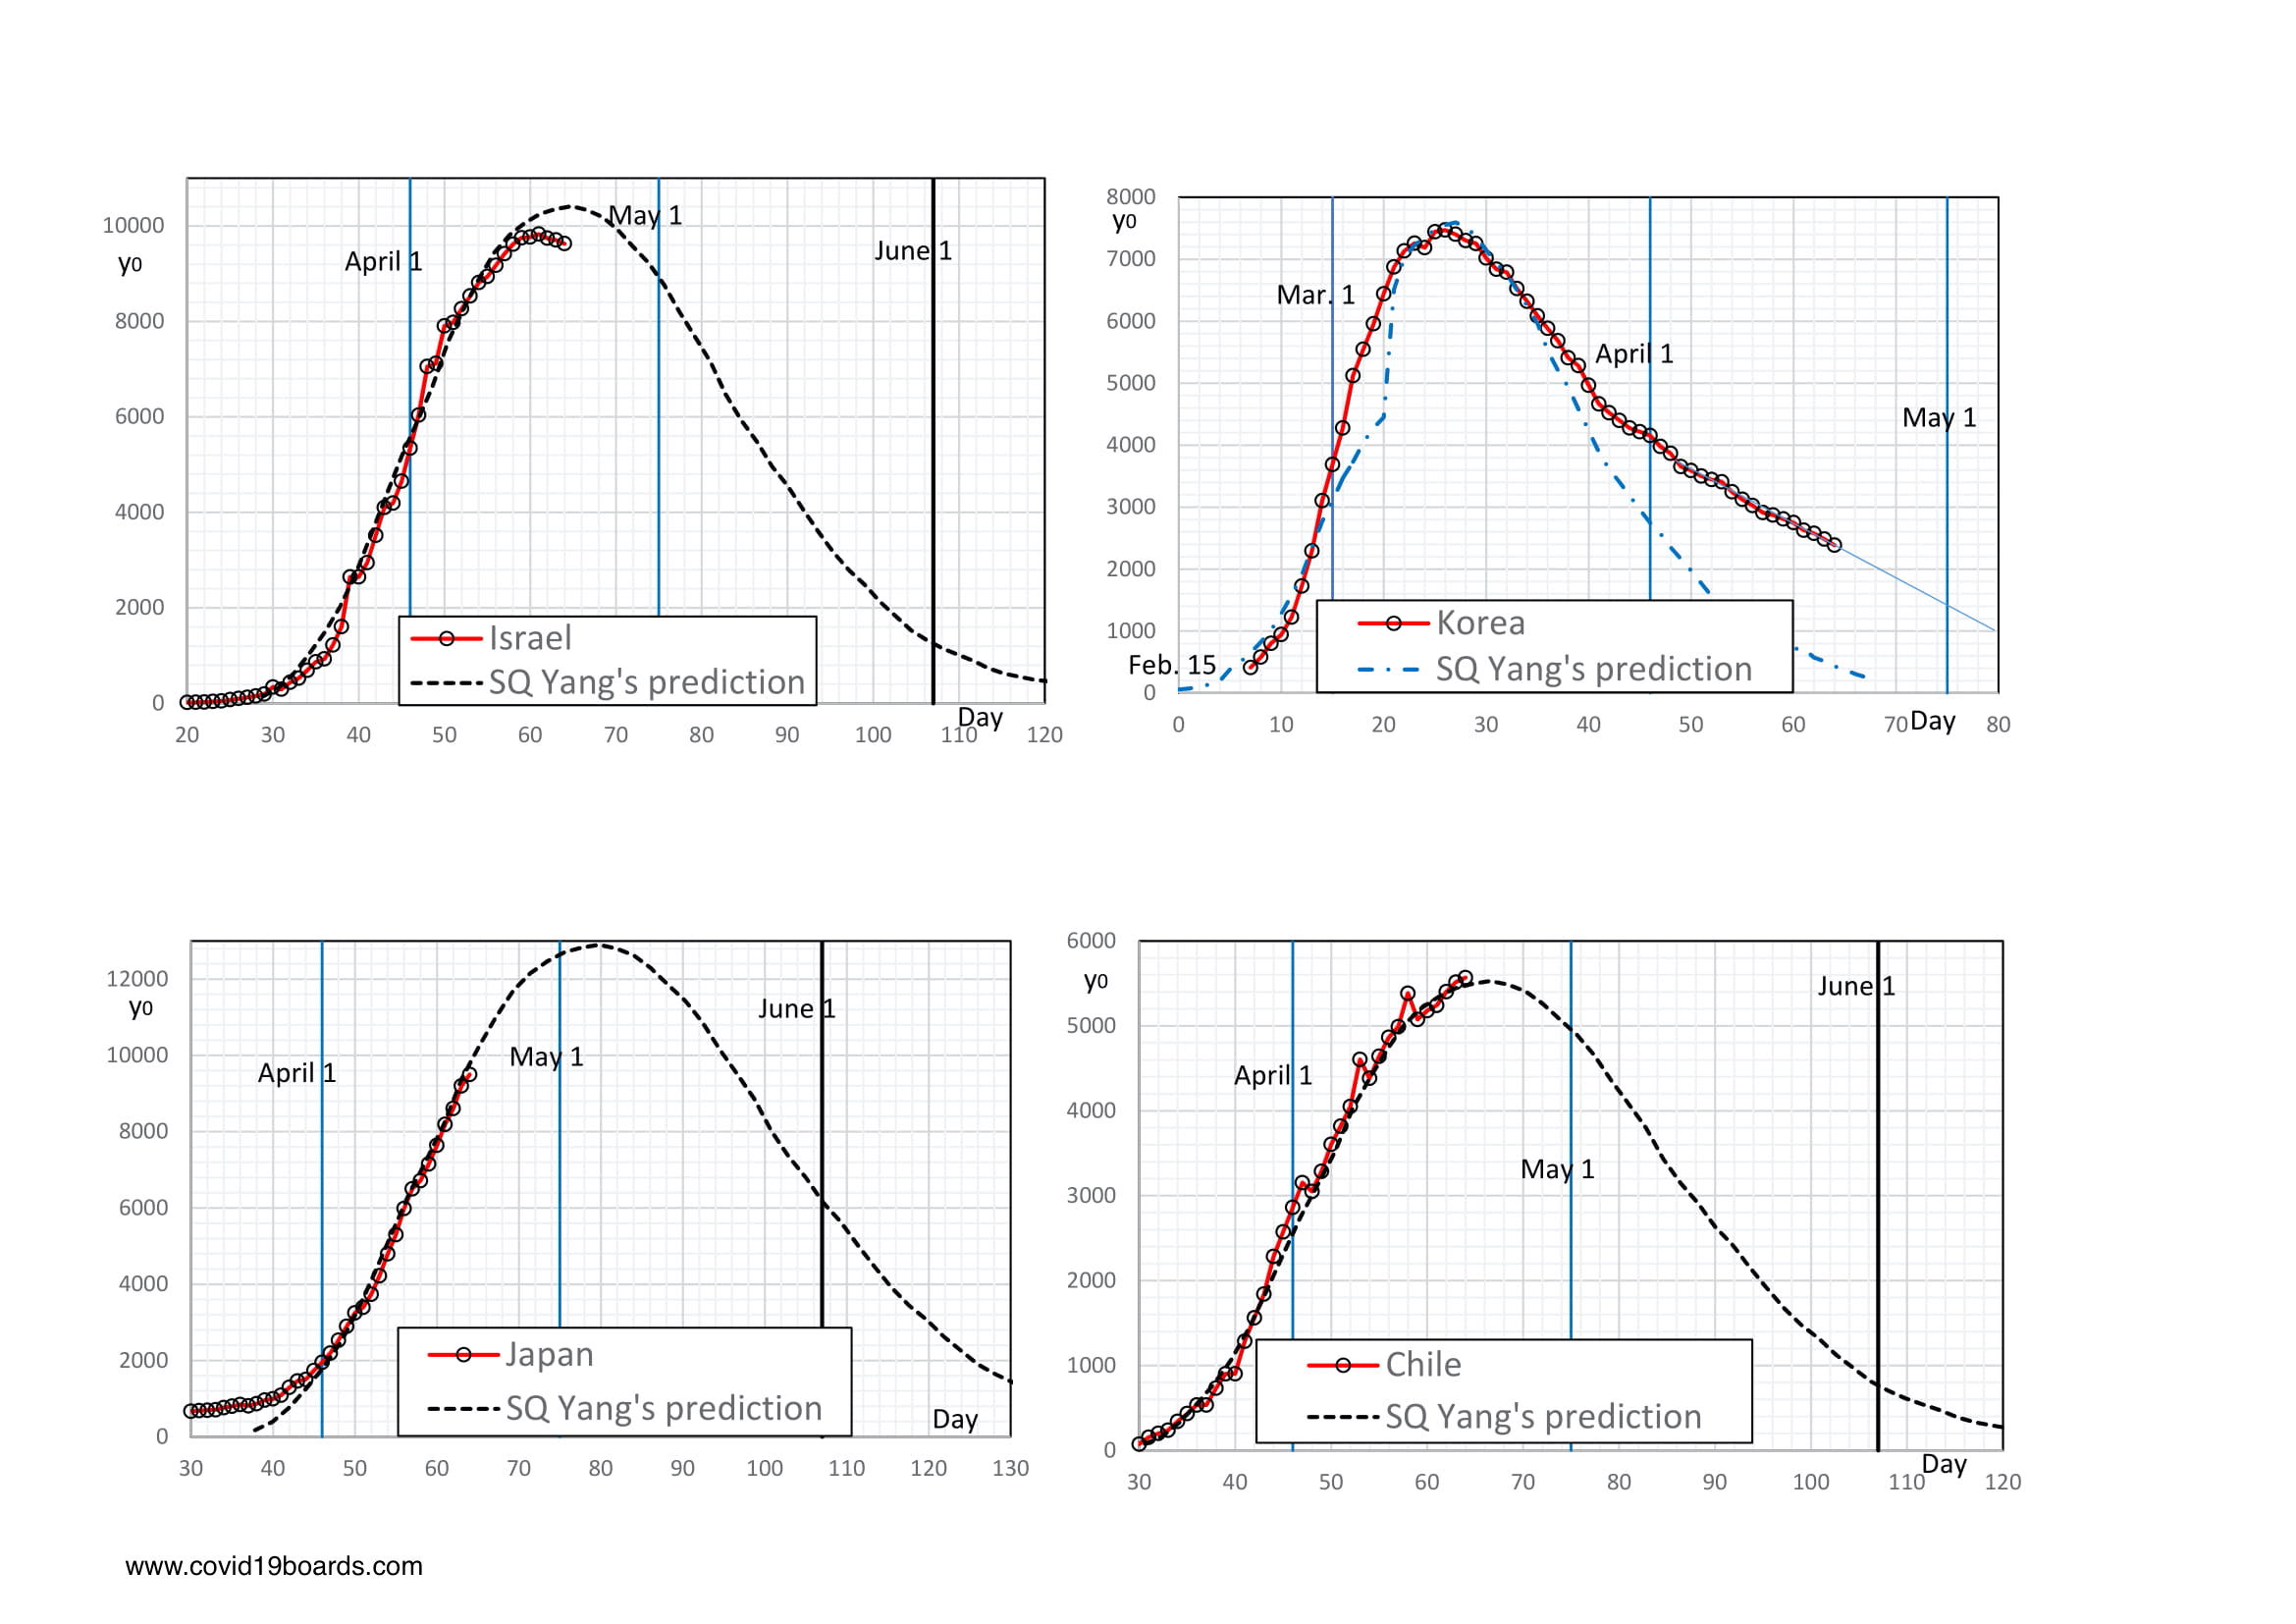 10000
y0
8000
6000
4000
2000
0
April 1
May 1
June 1
Israel
SQ Yang's prediction
Day
20 30 40 50 60 70 80 90 100 110 120
8000
y0
7000
6000
5000
4000
3000
2000
1000
0
Mar. 1
April 1
May 1
Feb. 15
Korea
SQ Yang's prediction
0 10 20 30 40 50 60 70 Day 80
12000
y0
10000
8000
6000
4000
2000
0
April 1
May 1
June 1
Japan
SQ Yang's prediction
Day
30 40 50 60 70 80 90 100 110 120 130
6000
y0
5000
4000
3000
2000
1000
0
April 1
May 1
June 1
Chile
SQ Yang's prediction
Day
30 40 50 60 70 80 90 100 110 120
www.covid19boards.com